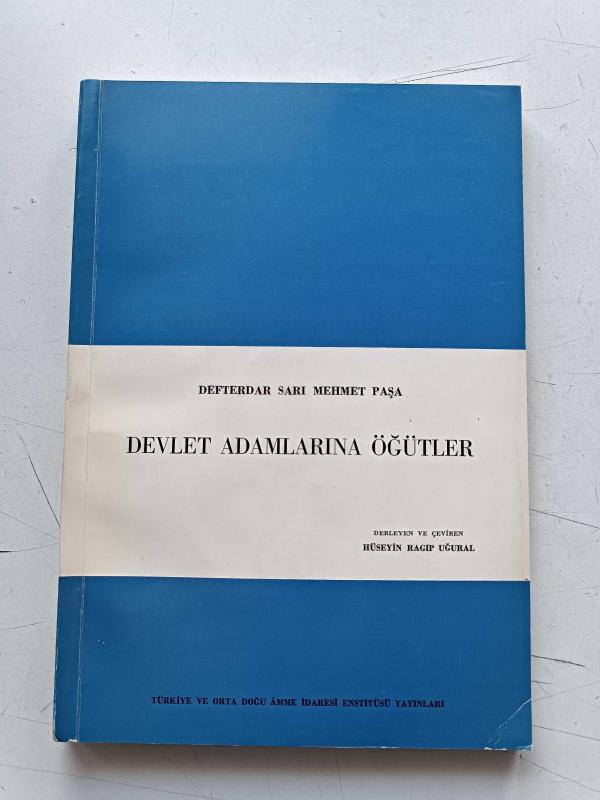 DEFTERDAR SARI MEHMET PAŞA
DEVLET ADAMLARINA ÖĞÜTLER
DERLEYEN VE ÇEVİREN
HÜSEYİN RAGIP UĞURAL
TÜRKİYE VE ORTA DOĞU ÂMME İDARESİ ENSTİTÜSÜ YAYINLARI